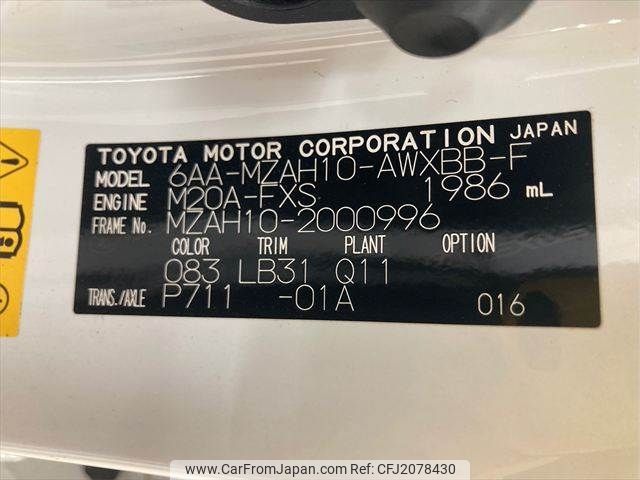 TOYOTA MOTOR CORPORATION JAPAN
MODEL 6AA-MZAH10-AWXBB-F
ENGINE M20A-FXS 1986 mL
FRAME No. MZAH10-2000996
COLOR TRIM PLANT OPTION
083 LB31 Q11
TRANS./AXLE P711 -01A 016
www.CarFromJapan.com - CFJ2078430